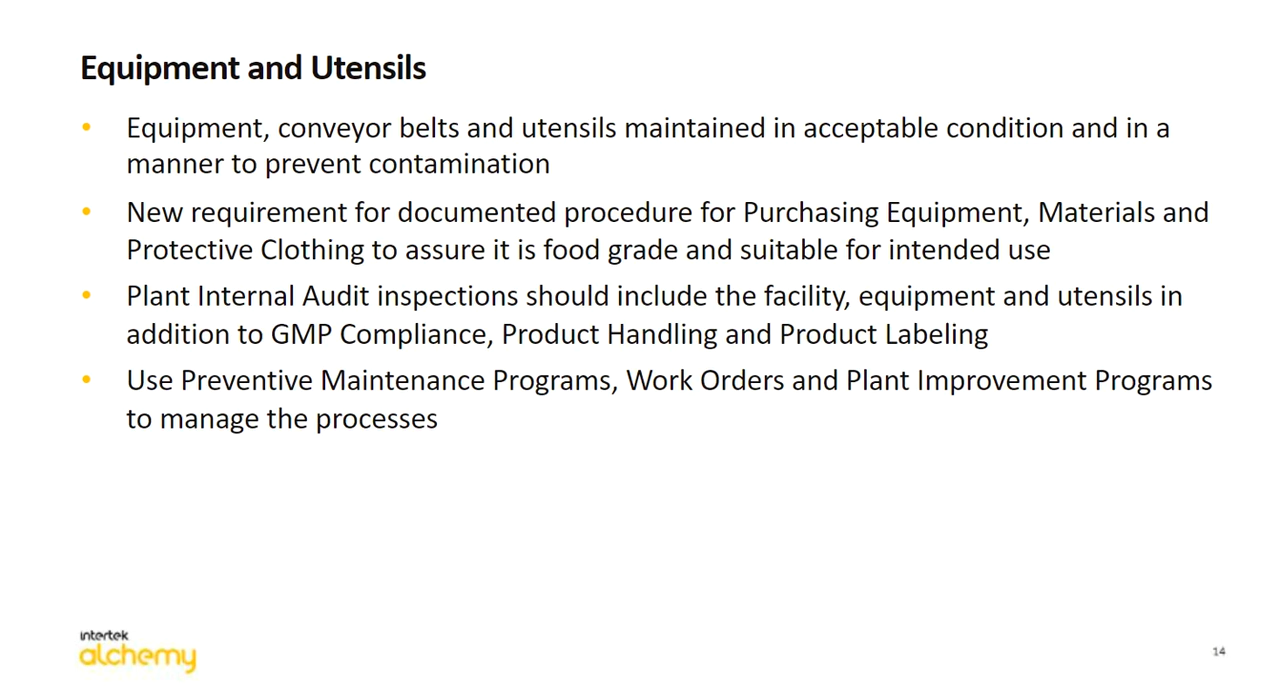 Equipment and Utensils
• Equipment, conveyor belts and utensils maintained in acceptable condition and in a
manner to prevent contamination
• New requirement for documented procedure for Purchasing Equipment, Materials and
Protective Clothing to assure it is food grade and suitable for intended use
• Plant Internal Audit inspections should include the facility, equipment and utensils in
addition to GMP Compliance, Product Handling and Product Labeling
• Use Preventive Maintenance Programs, Work Orders and Plant Improvement Programs
to manage the processes
intertek
alchemy
14